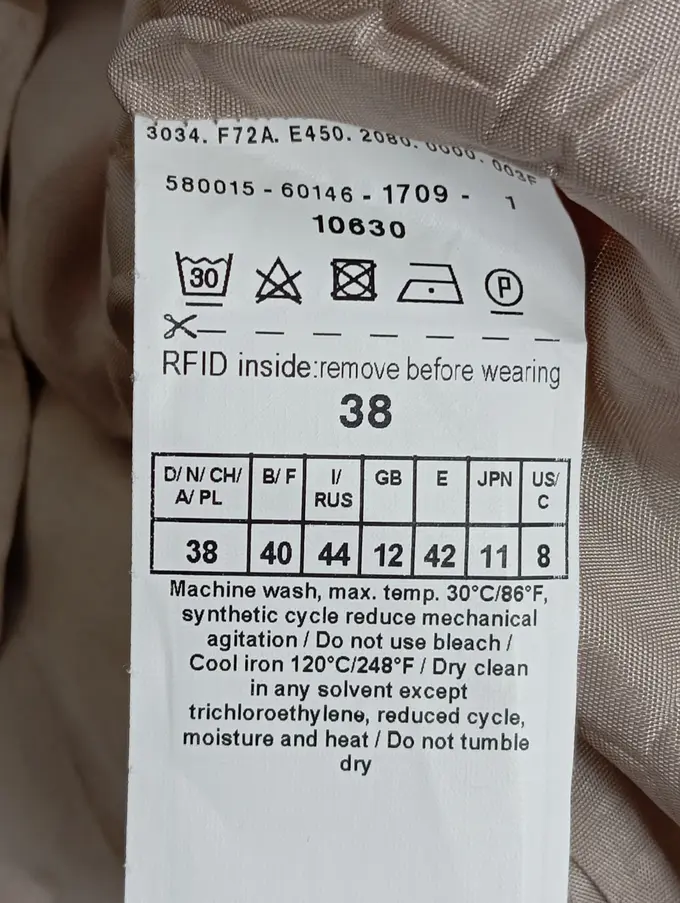 3034. F72A. E450. 2080. 0000. 003F
580015 - 60146 - 1709 - 1
10630
30 P
RFID inside:remove before wearing
38
D/ N/ CH/ A/ PL B/ F I/ RUS GB E JPN US/ C
38 40 44 12 42 11 8
Machine wash, max. temp. 30°C/86°F,
synthetic cycle reduce mechanical
agitation / Do not use bleach /
Cool iron 120°C/248°F / Dry clean
in any solvent except
trichloroethylene, reduced cycle,
moisture and heat / Do not tumble
dry